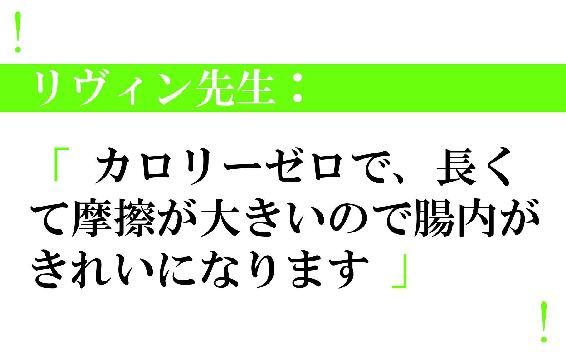 !
リヴィン先生：
「 カロリーゼロで、長く
て摩擦が大きいので腸内が
きれいになります 」
!